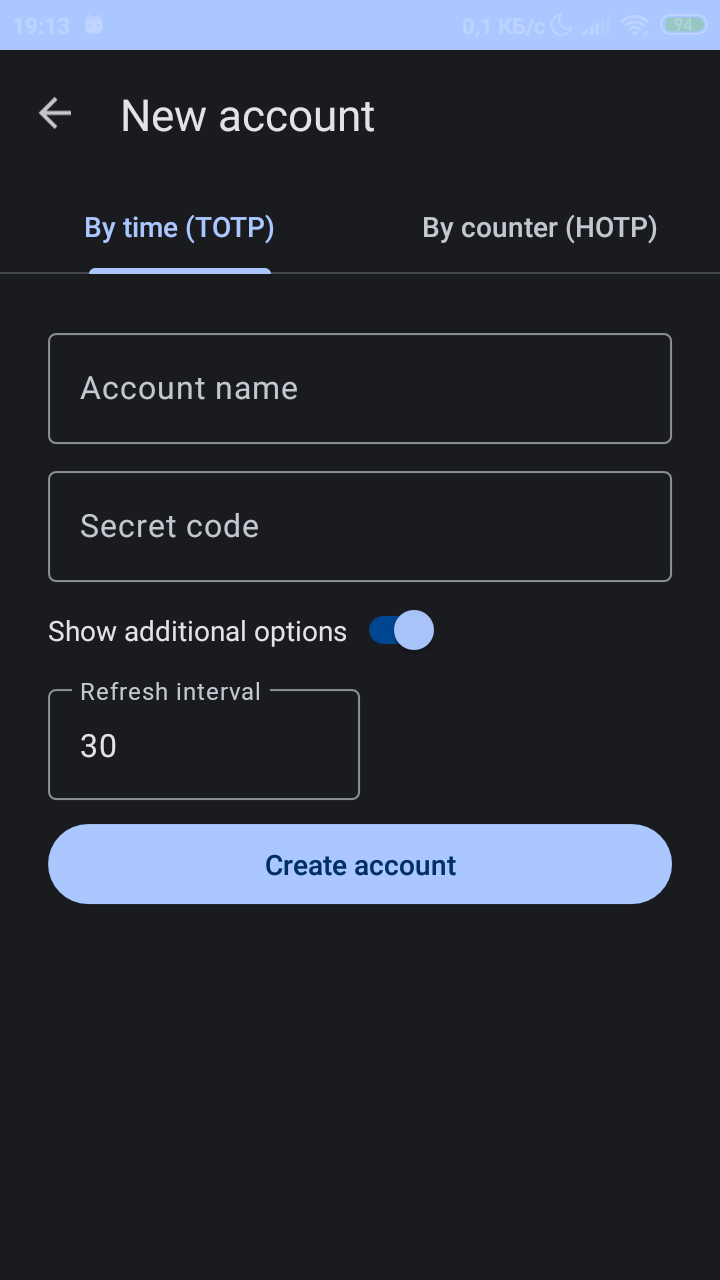 19:13 0,1 КБ/с 94
New account
By time (TOTP) By counter (HOTP)
Account name
Secret code
Show additional options
Refresh interval
30
Create account